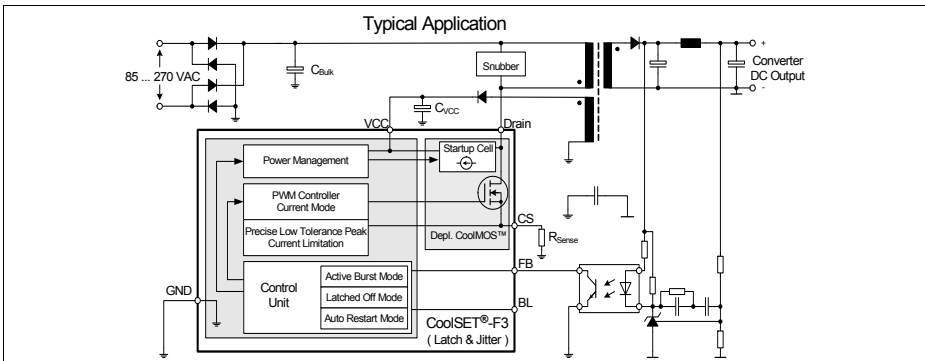 Typical Application
85 ... 270 VAC
CBulk
Snubber
+
Converter
DC Output
-
CVCC
VCC
Drain
Power Management
Startup Cell
PWM Controller
Current Mode
Precise Low Tolerance Peak
Current Limitation
Depl. CoolMOS™
CS
RSense
FB
Control
Unit
Active Burst Mode
Latched Off Mode
Auto Restart Mode
BL
GND
CoolSET®-F3
( Latch & Jitter )